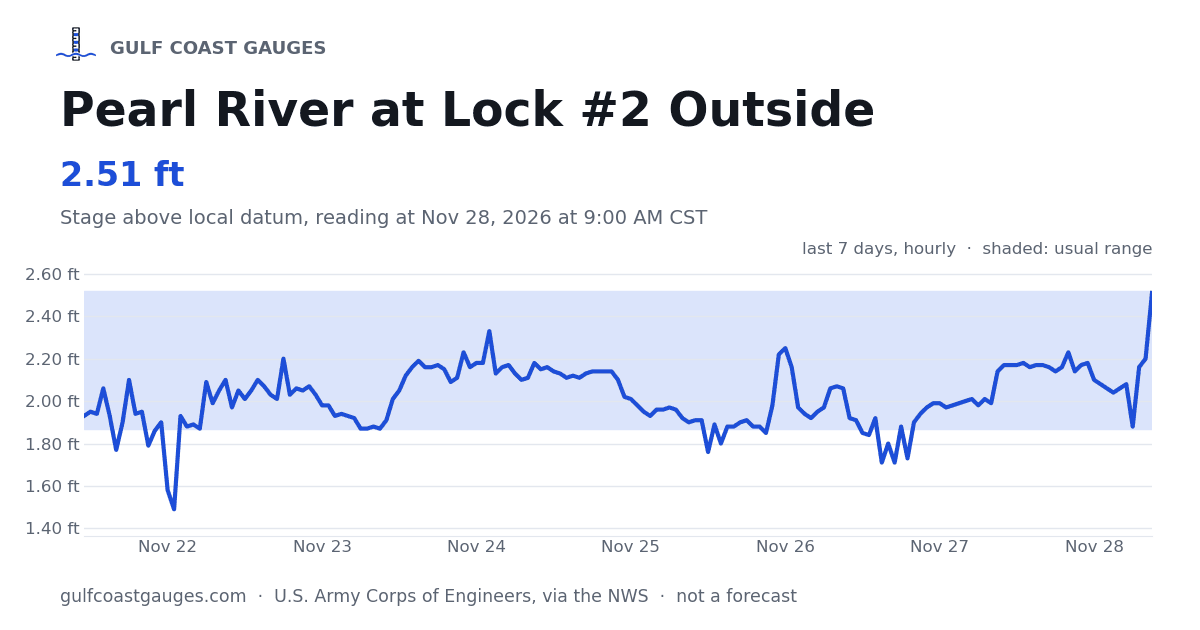 GULF COAST GAUGES
Pearl River at Lock #2 Outside
2.51 ft
Stage above local datum, reading at Nov 28, 2026 at 9:00 AM CST
last 7 days, hourly · shaded: usual range
2.60 ft
2.40 ft
2.20 ft
2.00 ft
1.80 ft
1.60 ft
1.40 ft
Nov 22 Nov 23 Nov 24 Nov 25 Nov 26 Nov 27 Nov 28
gulfcoastgauges.com · U.S. Army Corps of Engineers, via the NWS · not a forecast